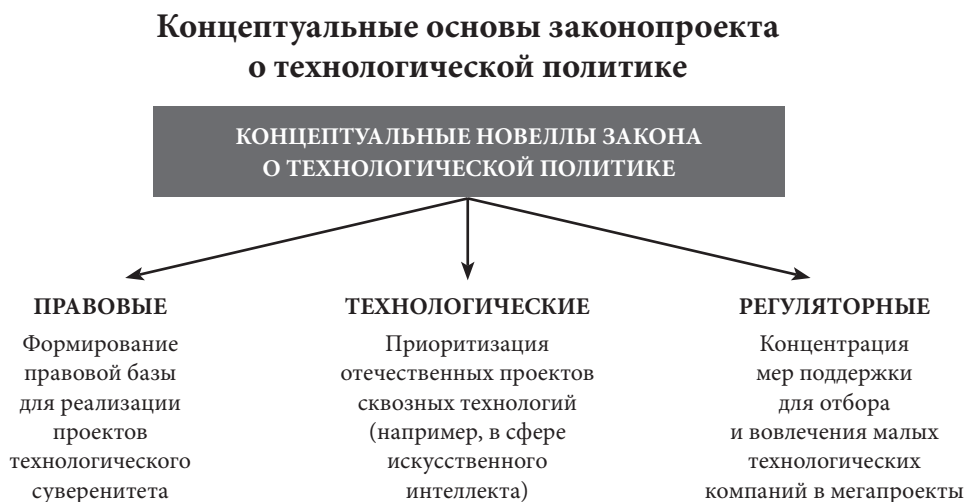 Концептуальные основы законопроекта
о технологической политике
КОНЦЕПТУАЛЬНЫЕ НОВЕЛЛЫ ЗАКОНА
О ТЕХНОЛОГИЧЕСКОЙ ПОЛИТИКЕ
ПРАВОВЫЕ
Формирование
правовой базы
для реализации
проектов
технологического
суверенитета
ТЕХНОЛОГИЧЕСКИЕ
Приоритизация
отечественных проектов
сквозных технологий
(например, в сфере
искусственного
интеллекта)
РЕГУЛЯТОРНЫЕ
Концентрация
мер поддержки
для отбора
и вовлечения малых
технологических
компаний в мегапроекты